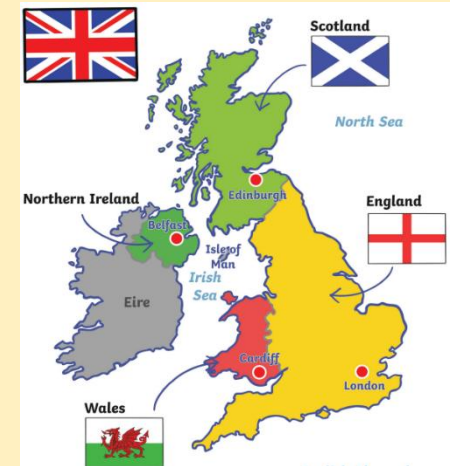 Scotland
North Sea
Edinburgh
Northern Ireland
England
Belfast
Isle of
Man
Irish
Sea
Eire
Cardiff
London
Wales